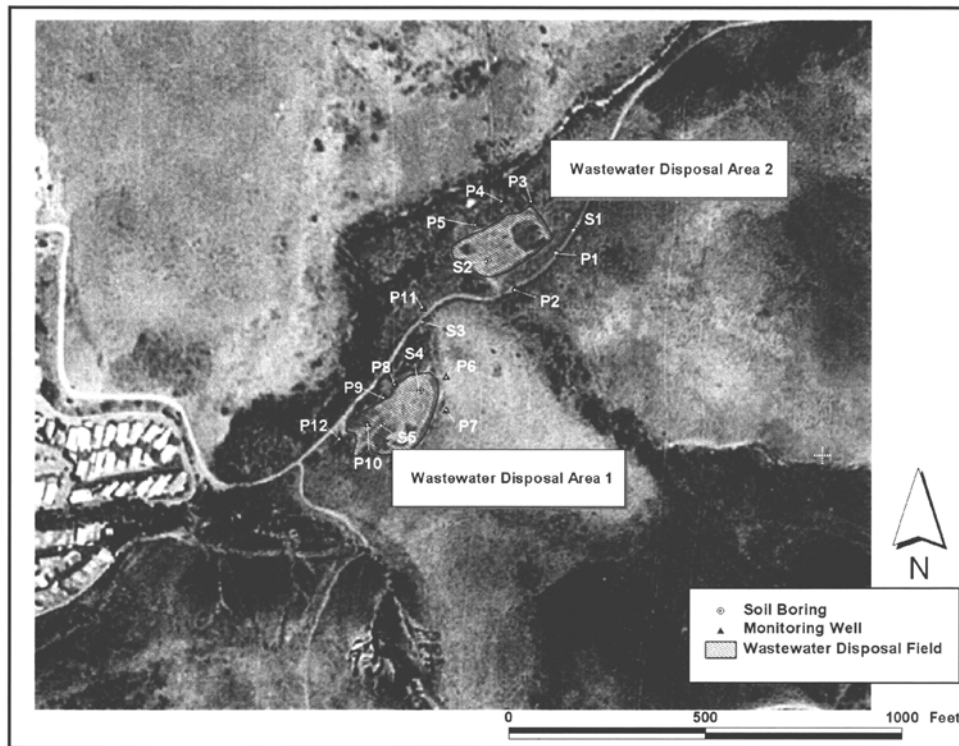 Wastewater Disposal Area 2
P3
P4
P5
S1
S2
P1
P2
P11
S3
S4
P8
P6
P9
P7
P12
S5
P10
Wastewater Disposal Area 1
N
Soil Boring
Monitoring Well
Wastewater Disposal Field
0 500 1000 Feet